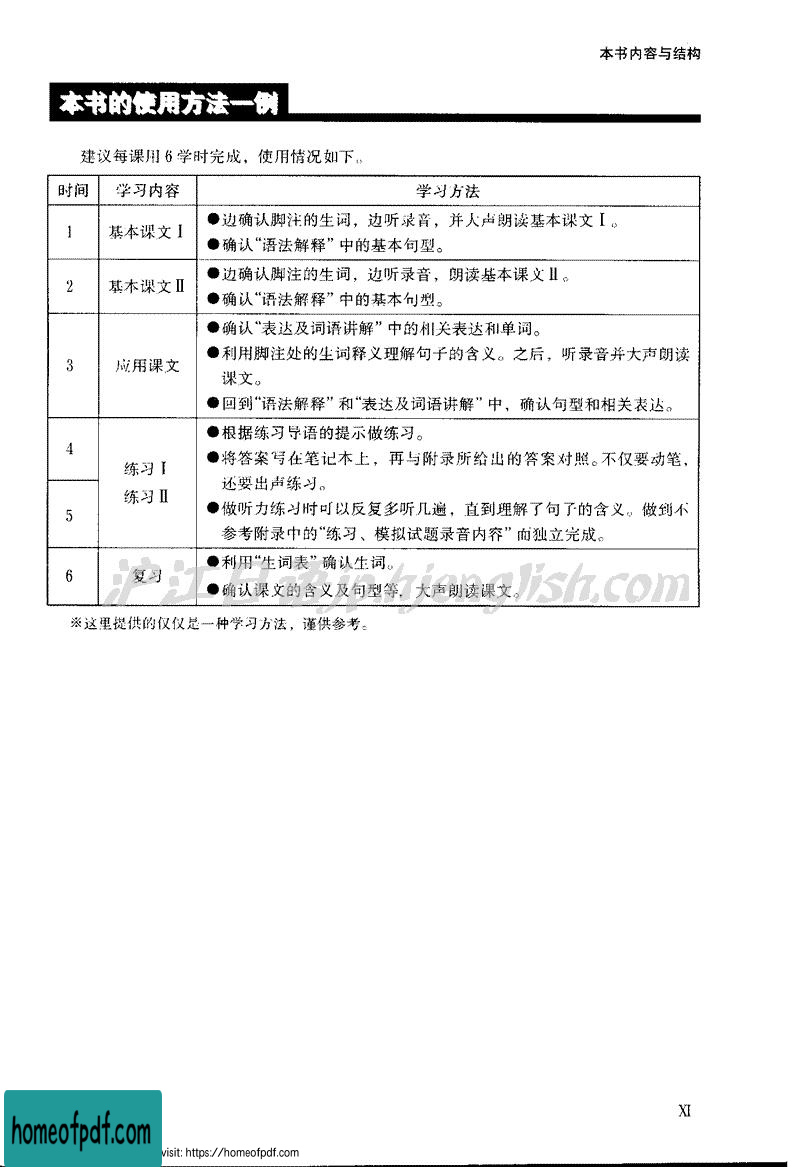 本书内容与结构
本书的使用方法一例
建议每课用 6 学时完成，使用情况如下。
时间 学习内容 学习方法
1 基本课文Ⅰ
●边确认脚注的生词，边听录音，并大声朗读基本课文Ⅰ。
●确认“语法解释”中的基本句型。
2 基本课文Ⅱ
●边确认脚注的生词，边听录音，朗读基本课文Ⅱ。
●确认“语法解释”中的基本句型。
3 应用课文
●确认“表达及词语讲解”中的相关表达和单词。
●利用脚注处的生词释义理解句子的含义。之后，听录音并大声朗读
课文。
●回到“语法解释”和“表达及词语讲解”中，确认句型和相关表达。
4
5
练习Ⅰ
练习Ⅱ
●根据练习导语的提示做练习。
●将答案写在笔记本上，再与附录所给出的答案对照。不仅要动笔，
还要出声练习。
●做听力练习时可以反复多听几遍，直到理解了句子的含义。做到不
参考附录中的“练习、模拟试题录音内容”而独立完成。
6 复习
●利用“生词表”确认生词。
●确认课文的含义及句型等，大声朗读课文。
沪江日语
※这里提供的仅仅是一种学习方法，谨供参考。
XI
homeofpdf.com
visit: https://homeofpdf.com